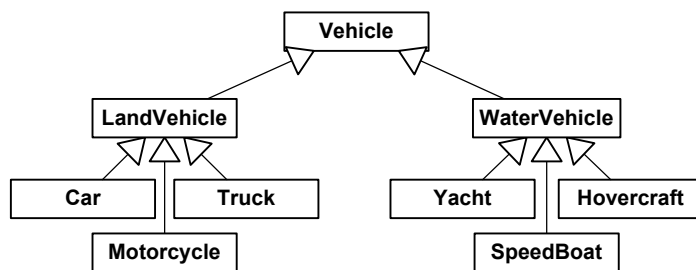 Vehicle
LandVehicle
WaterVehicle
Car
Truck
Yacht
Hovercraft
Motorcycle
SpeedBoat